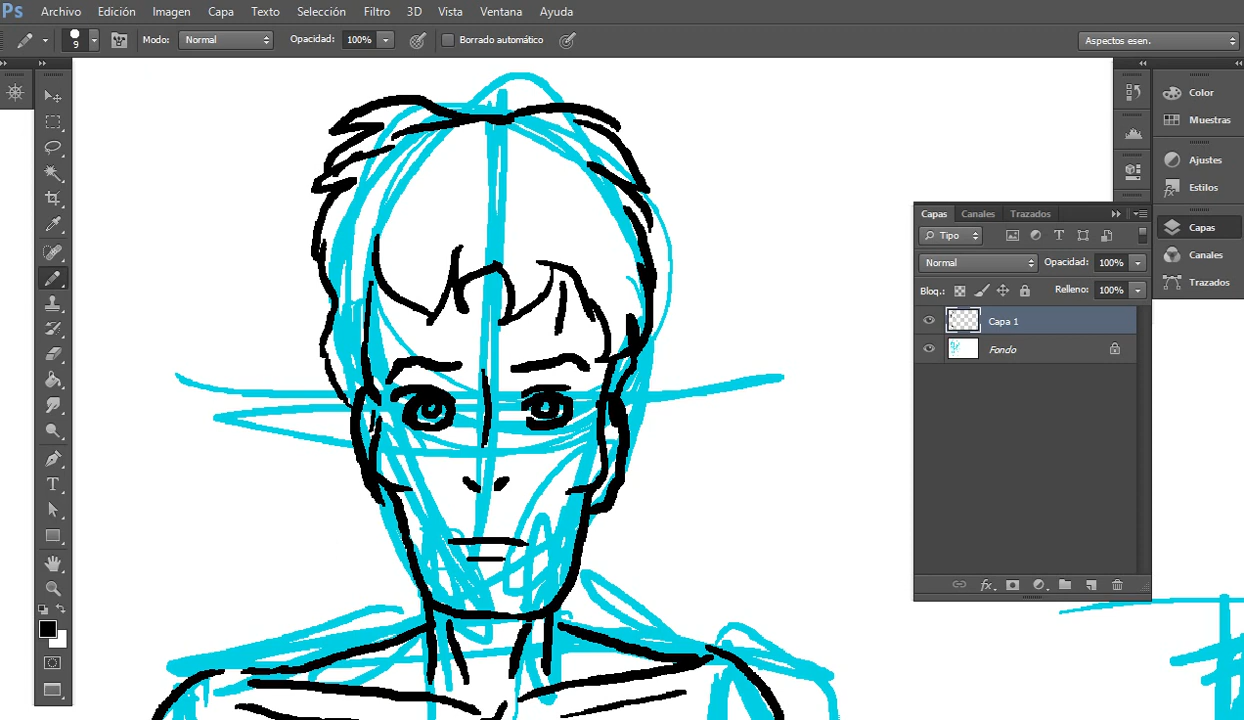 Ps Archivo Edición Imagen Capa Texto Selección Filtro 3D Vista Ventana Ayuda
9 Modo: Normal Opacidad: 100% Borrado automático Aspectos esen.
Color
Muestras
Ajustes
Estilos
Capas
Canales
Trazados
Capas Canales Trazados
Tipo T
Normal Opacidad: 100%
Bloq.: Relleno: 100%
Capa 1
Fondo
fx
T